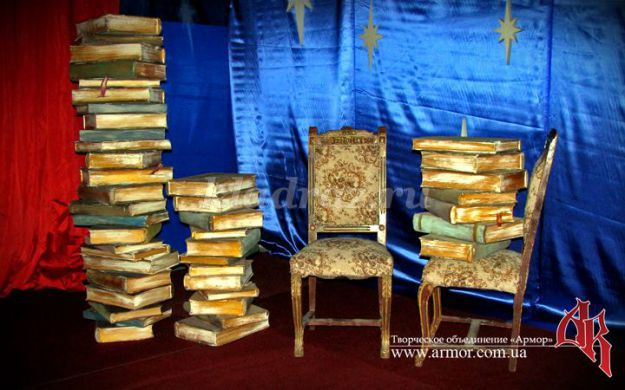 Творческое объединение «Армор»
www.armor.com.ua